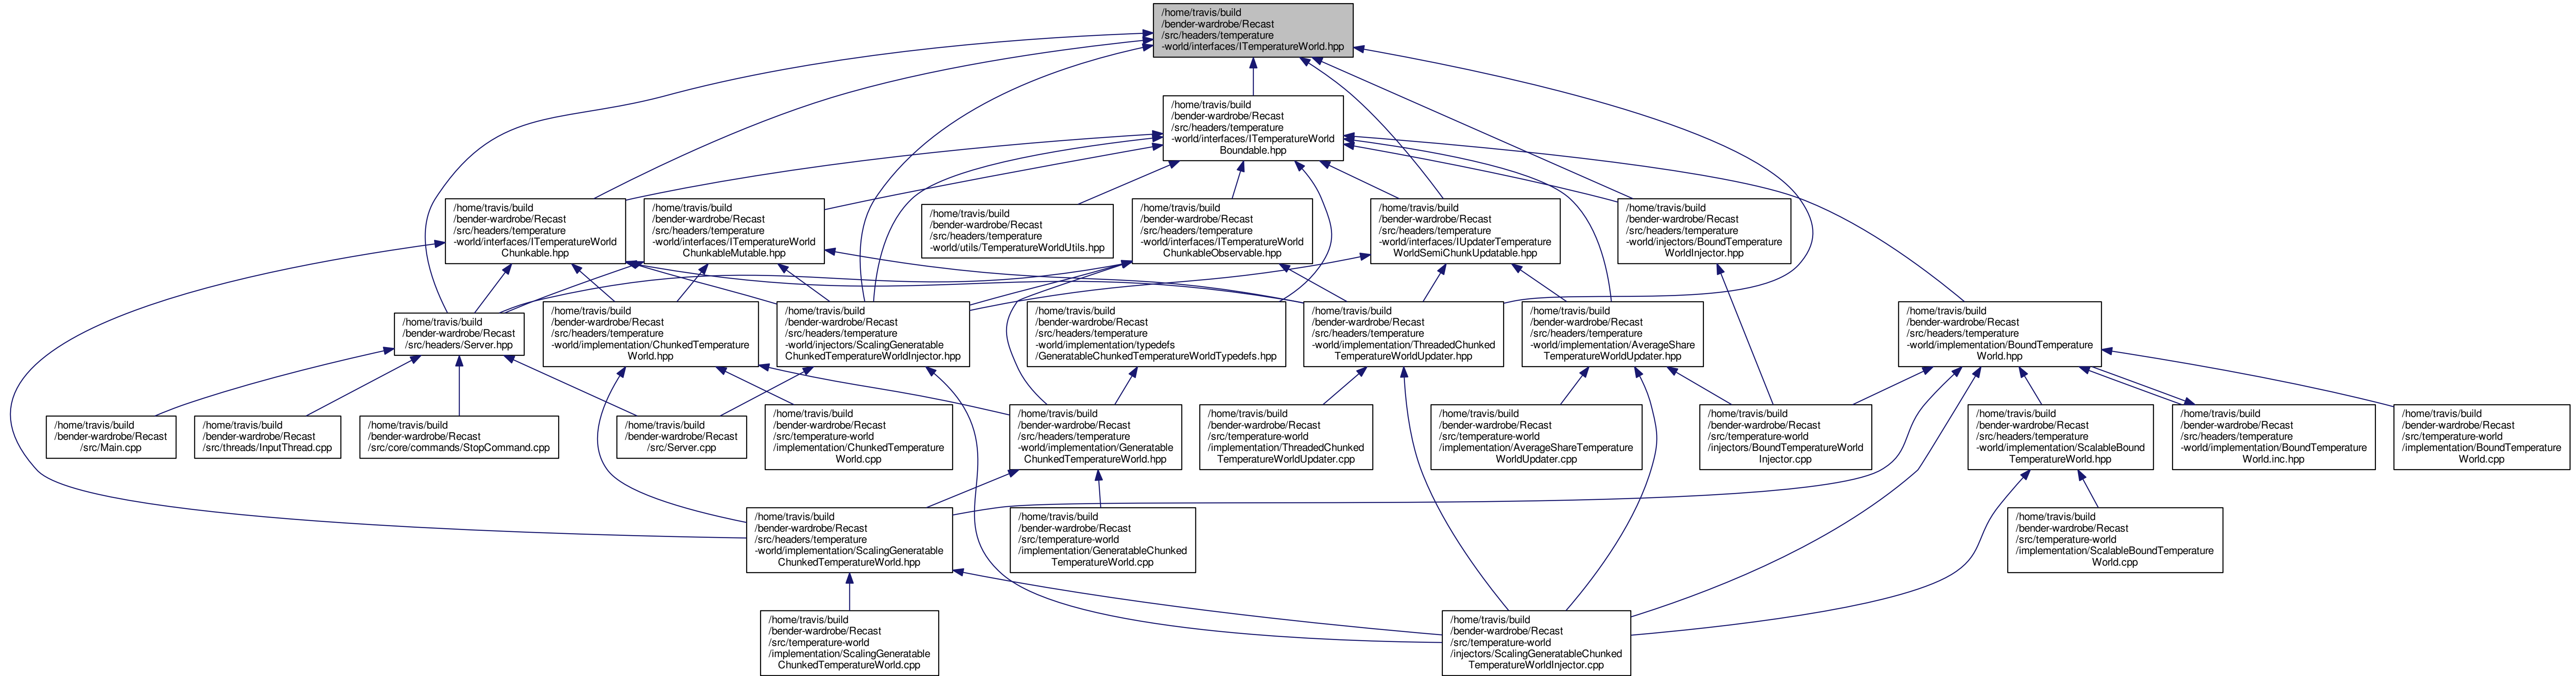 /home/travis/build
/bender-wardrobe/Recast
/src/headers/temperature
-world/interfaces/ITemperatureWorld.hpp
/home/travis/build
/bender-wardrobe/Recast
/src/headers/temperature
-world/interfaces/ITemperatureWorld
Boundable.hpp
/home/travis/build
/bender-wardrobe/Recast
/src/headers/temperature
-world/interfaces/ITemperatureWorld
Chunkable.hpp
/home/travis/build
/bender-wardrobe/Recast
/src/headers/temperature
-world/interfaces/ITemperatureWorld
ChunkableMutable.hpp
/home/travis/build
/bender-wardrobe/Recast
/src/headers/temperature
-world/utils/TemperatureWorldUtils.hpp
/home/travis/build
/bender-wardrobe/Recast
/src/headers/temperature
-world/interfaces/ITemperatureWorld
ChunkableObservable.hpp
/home/travis/build
/bender-wardrobe/Recast
/src/headers/temperature
-world/interfaces/IUpdaterTemperature
WorldSemiChunkUpdatable.hpp
/home/travis/build
/bender-wardrobe/Recast
/src/headers/temperature
-world/injectors/BoundTemperature
WorldInjector.hpp
/home/travis/build
/bender-wardrobe/Recast
/src/headers/Server.hpp
/home/travis/build
/bender-wardrobe/Recast
/src/headers/temperature
-world/implementation/ChunkedTemperature
World.hpp
/home/travis/build
/bender-wardrobe/Recast
/src/headers/temperature
-world/injectors/ScalingGeneratable
ChunkedTemperatureWorldInjector.hpp
/home/travis/build
/bender-wardrobe/Recast
/src/headers/temperature
-world/implementation/typedefs
/GeneratableChunkedTemperatureWorldTypedefs.hpp
/home/travis/build
/bender-wardrobe/Recast
/src/headers/temperature
-world/implementation/ThreadedChunked
TemperatureWorldUpdater.hpp
/home/travis/build
/bender-wardrobe/Recast
/src/headers/temperature
-world/implementation/AverageShare
TemperatureWorldUpdater.hpp
/home/travis/build
/bender-wardrobe/Recast
/src/headers/temperature
-world/implementation/BoundTemperature
World.hpp
/home/travis/build
/bender-wardrobe/Recast
/src/Main.cpp
/home/travis/build
/bender-wardrobe/Recast
/src/threads/InputThread.cpp
/home/travis/build
/bender-wardrobe/Recast
/src/core/commands/StopCommand.cpp
/home/travis/build
/bender-wardrobe/Recast
/src/Server.cpp
/home/travis/build
/bender-wardrobe/Recast
/src/temperature-world
/implementation/ChunkedTemperature
World.cpp
/home/travis/build
/bender-wardrobe/Recast
/src/headers/temperature
-world/implementation/Generatable
ChunkedTemperatureWorld.hpp
/home/travis/build
/bender-wardrobe/Recast
/src/temperature-world
/implementation/ThreadedChunked
TemperatureWorldUpdater.cpp
/home/travis/build
/bender-wardrobe/Recast
/src/temperature-world
/implementation/AverageShareTemperature
WorldUpdater.cpp
/home/travis/build
/bender-wardrobe/Recast
/src/temperature-world
/injectors/BoundTemperatureWorld
Injector.cpp
/home/travis/build
/bender-wardrobe/Recast
/src/headers/temperature
-world/implementation/ScalableBound
TemperatureWorld.hpp
/home/travis/build
/bender-wardrobe/Recast
/src/headers/temperature
-world/implementation/BoundTemperature
World.inc.hpp
/home/travis/build
/bender-wardrobe/Recast
/src/temperature-world
/implementation/BoundTemperature
World.cpp
/home/travis/build
/bender-wardrobe/Recast
/src/headers/temperature
-world/implementation/ScalingGeneratable
ChunkedTemperatureWorld.hpp
/home/travis/build
/bender-wardrobe/Recast
/src/temperature-world
/implementation/GeneratableChunked
TemperatureWorld.cpp
/home/travis/build
/bender-wardrobe/Recast
/src/temperature-world
/implementation/ScalableBoundTemperature
World.cpp
/home/travis/build
/bender-wardrobe/Recast
/src/temperature-world
/implementation/ScalingGeneratable
ChunkedTemperatureWorld.cpp
/home/travis/build
/bender-wardrobe/Recast
/src/temperature-world
/injectors/ScalingGeneratableChunked
TemperatureWorldInjector.cpp